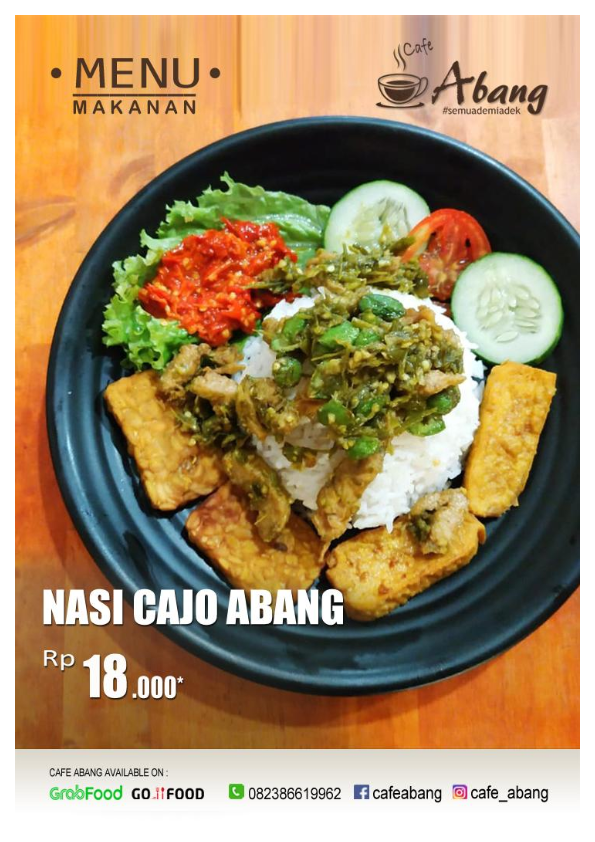 • MENU •
MAKANAN
Cafe
Abang
#semuademiadek
NASI CAJO ABANG
Rp 18.000*
CAFE ABANG AVAILABLE ON :
GrabFood GO FOOD 082386619962 cafeabang cafe_abang